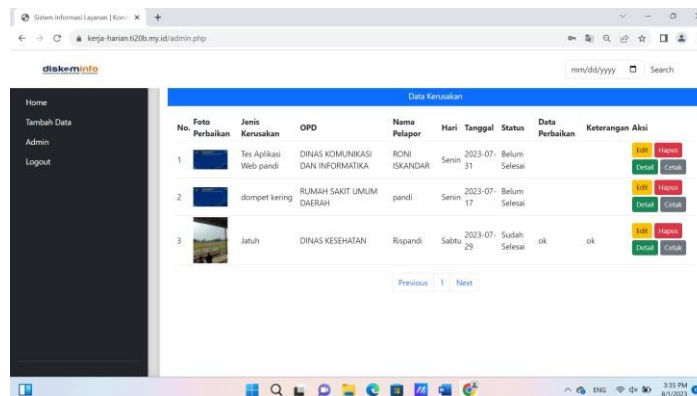 Sistem Informasi Layanan | Kom
kerja-harian.ti20b.my.id/admin.php
diskominfo
mm/dd/yyyy Search
Home
Tambah Data
Admin
Logout
Data Kerusakan
No. Foto Perbaikan Jenis Kerusakan OPD Nama Pelapor Hari Tanggal Status Data Perbaikan Keterangan Aksi
1 Tes Aplikasi Web pandi DINAS KOMUNIKASI DAN INFORMATIKA RONI ISKANDAR Senin 2023-07-31 Belum Selesai Edit Hapus Detail Cetak
2 dompet kering RUMAH SAKIT UMUM DAERAH pandi Senin 2023-07-17 Belum Selesai Edit Hapus Detail Cetak
3 Jatuh DINAS KESEHATAN Rispandi Sabtu 2023-07-29 Sudah Selesai ok ok Edit Hapus Detail Cetak
Previous 1 Next
ENG 3:35 PM
8/1/2023